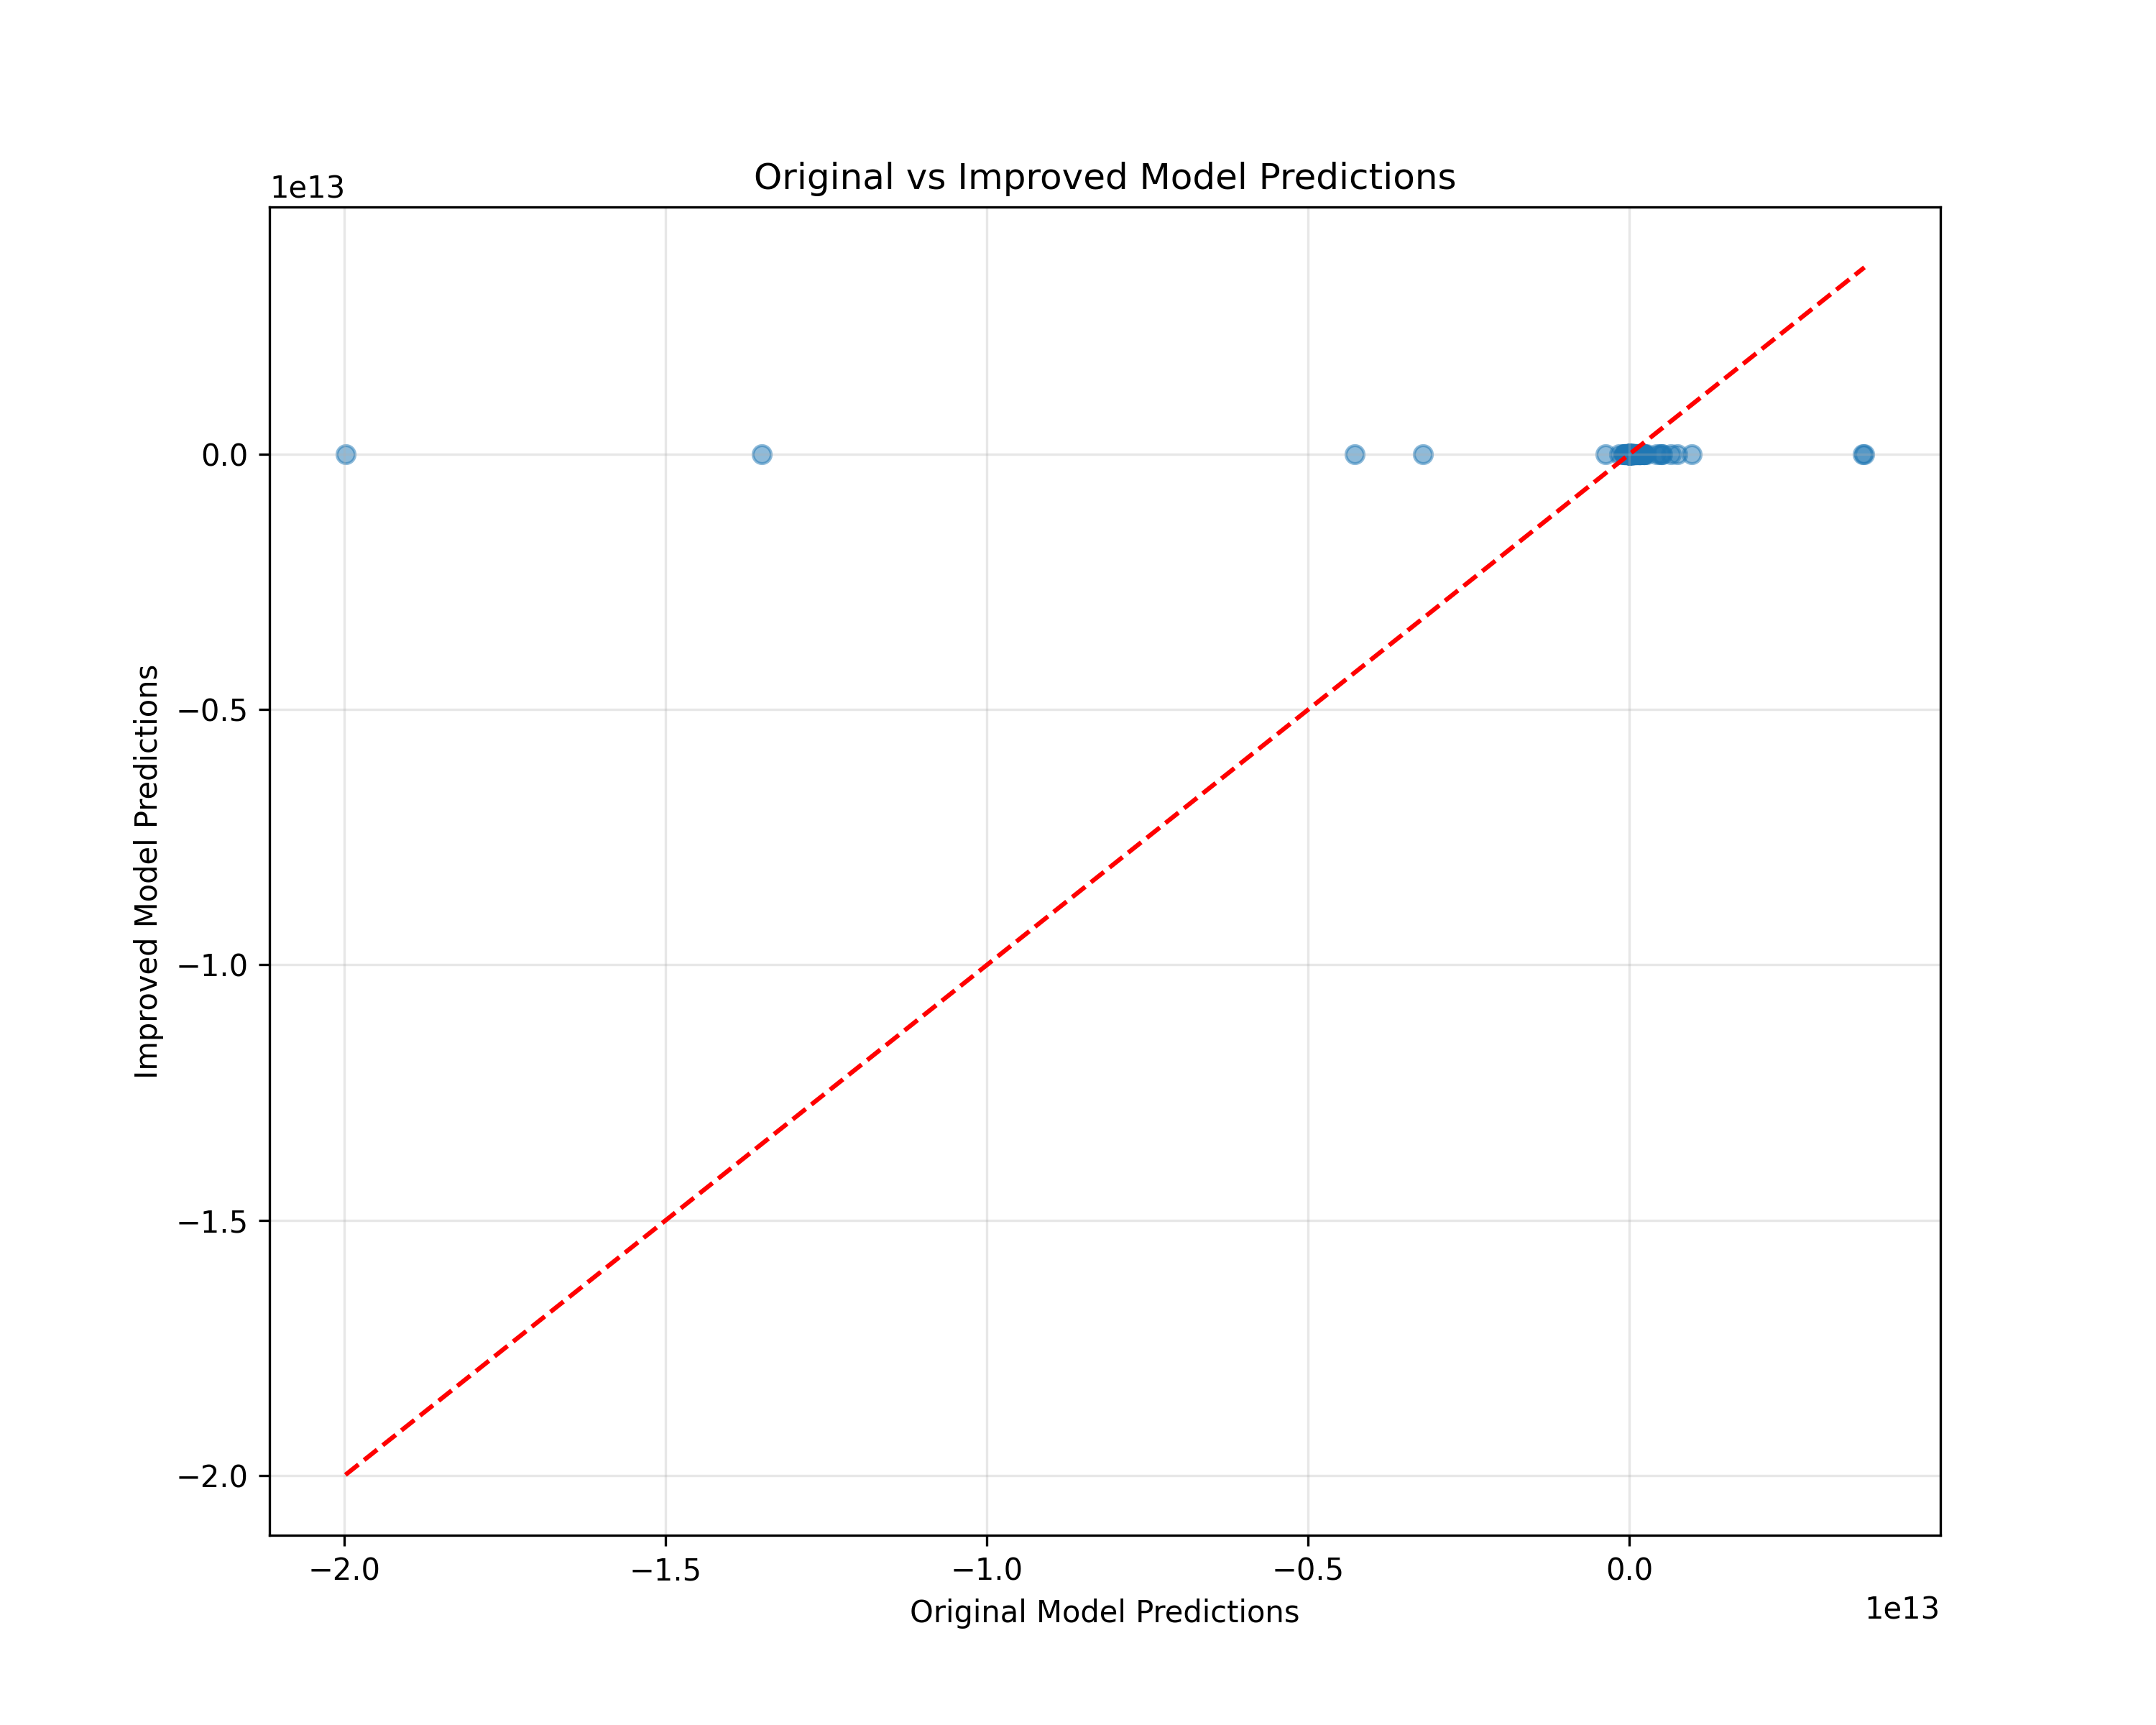 Original vs Improved Model Predictions
1e13
0.0
−0.5
−1.0
−1.5
−2.0
Improved Model Predictions
−2.0 −1.5 −1.0 −0.5 0.0
Original Model Predictions
1e13